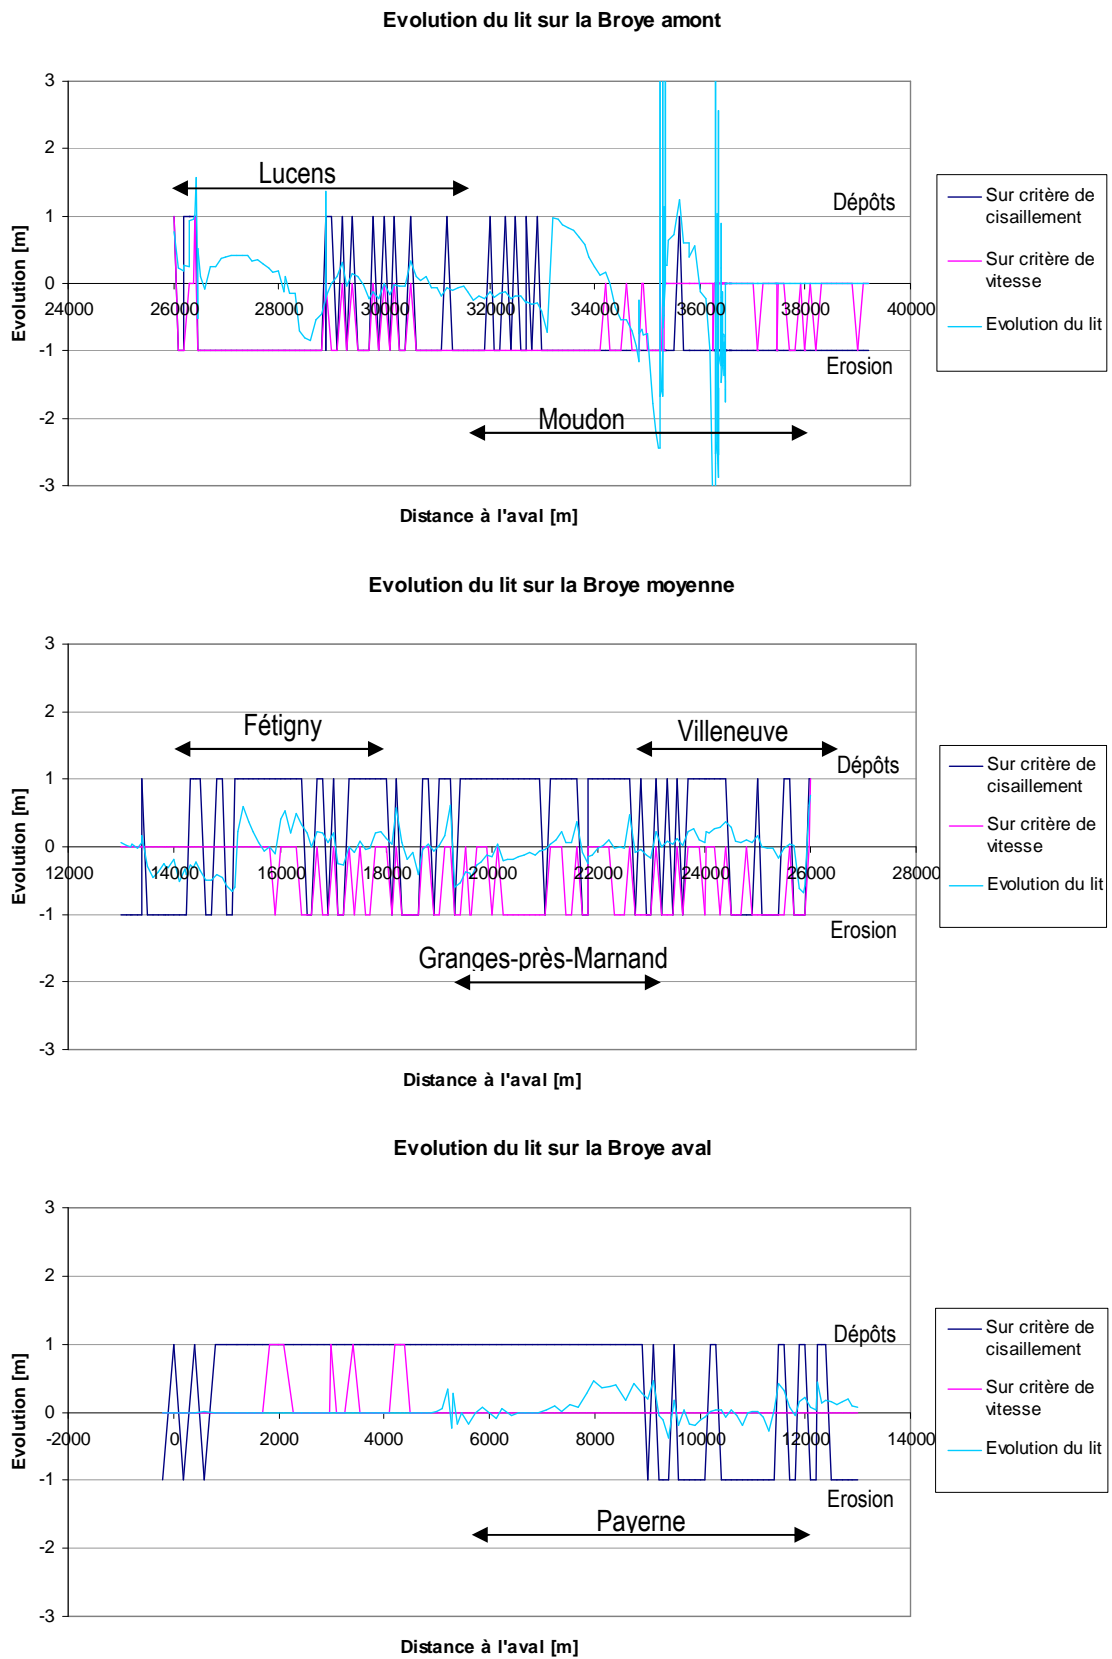 Evolution du lit sur la Broye amont
3
2
1
0
-1
-2
-3
24000 26000 28000 30000 32000 34000 36000 38000 40000
Evolution [m]
Distance à l'aval [m]
Lucens
Moudon
Dépôts
Erosion
Sur critère de
cisaillement
Sur critère de
vitesse
Evolution du lit
Evolution du lit sur la Broye moyenne
3
2
1
0
-1
-2
-3
12000 14000 16000 18000 20000 22000 24000 26000 28000
Evolution [m]
Distance à l'aval [m]
Fétigny
Villeneuve
Granges-près-Marnand
Dépôts
Erosion
Sur critère de
cisaillement
Sur critère de
vitesse
Evolution du lit
Evolution du lit sur la Broye aval
3
2
1
0
-1
-2
-3
-2000 0 2000 4000 6000 8000 10000 12000 14000
Evolution [m]
Distance à l'aval [m]
Payerne
Dépôts
Erosion
Sur critère de
cisaillement
Sur critère de
vitesse
Evolution du lit